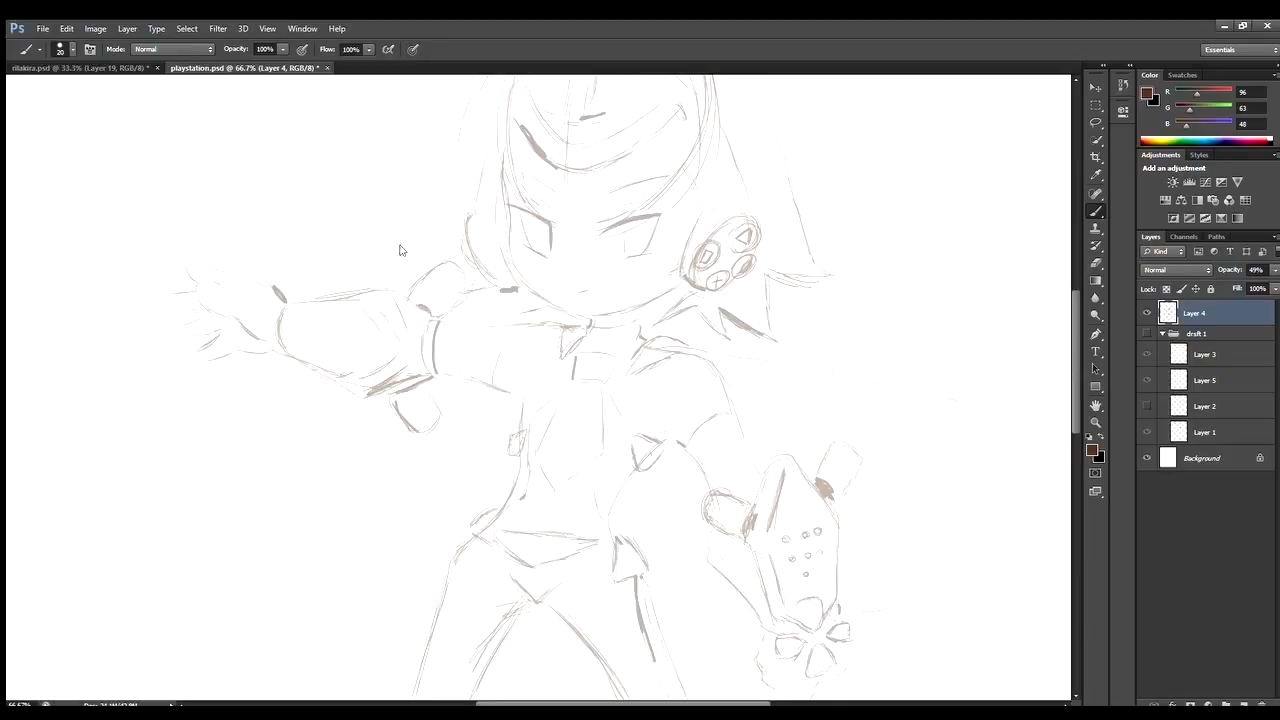 Ps File Edit Image Layer Type Select Filter 3D View Window Help
20 Mode: Normal Opacity: 100% Flow: 100% Essentials
rilakira.psd @ 33.3% (Layer 19, RGB/8) * × playstation.psd @ 66.7% (Layer 4, RGB/8) * ×
Color Swatches
R 96
G 63
B 48
Adjustments Styles
Add an adjustment
Layers Channels Paths
Kind
Normal Opacity: 49%
Lock: Fill: 100%
Layer 4
drsft 1
Layer 3
Layer 5
Layer 2
Layer 1
Background